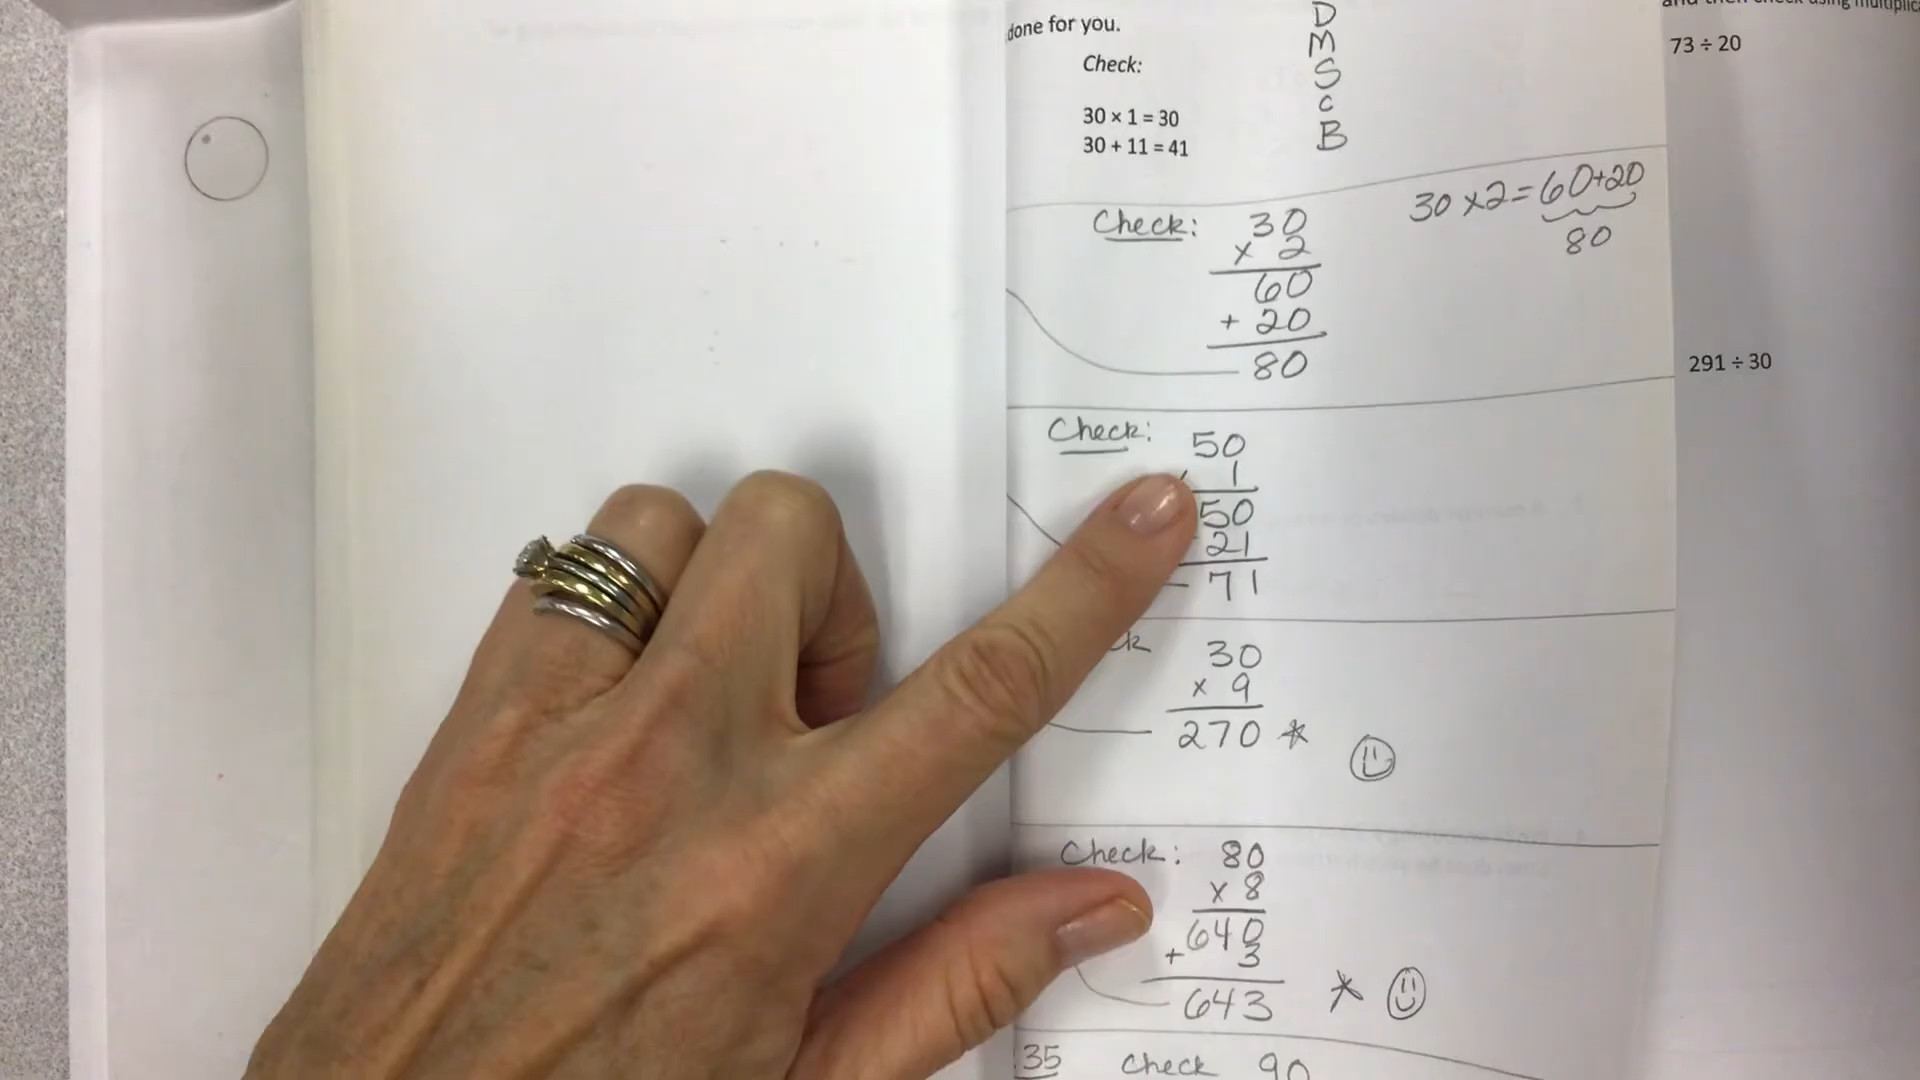 done for you.
Check:
30 × 1 = 30
30 + 11 = 41
D
M
S
C
B
Check:
30
× 2
60
+ 20
80
30 × 2 = 60 + 20
80
Check:
50
1
50
21
71
30
× 9
270 *
Check: 80
× 8
640
+ 3
643 *
35 Check 90
73 ÷ 20
291 ÷ 30